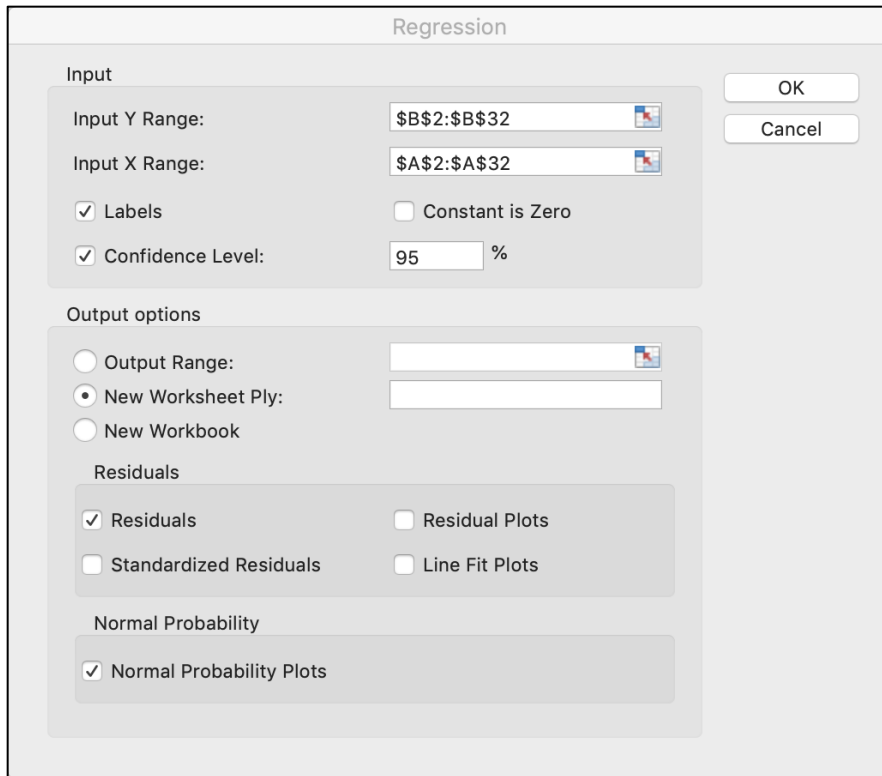 Regression
Input
OK
Input Y Range: $B$2:$B$32
Cancel
Input X Range: $A$2:$A$32
Labels Constant is Zero
Confidence Level: 95 %
Output options
Output Range:
New Worksheet Ply:
New Workbook
Residuals
Residuals Residual Plots
Standardized Residuals Line Fit Plots
Normal Probability
Normal Probability Plots